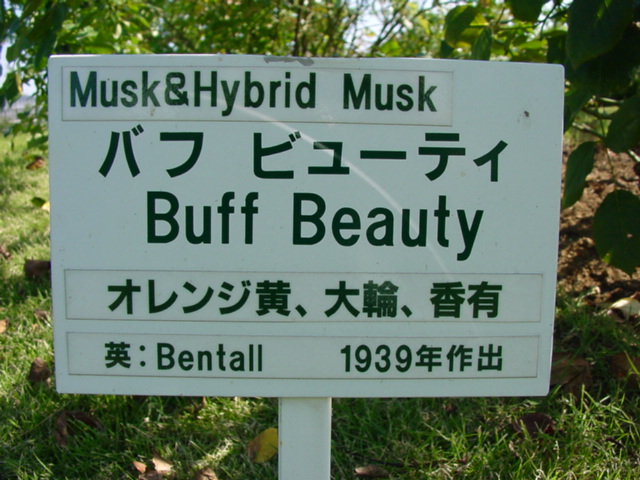 Musk&Hybrid Musk
バフ ビューティ
Buff Beauty
オレンジ黄、大輪、香有
英：Bentall 1939年作出